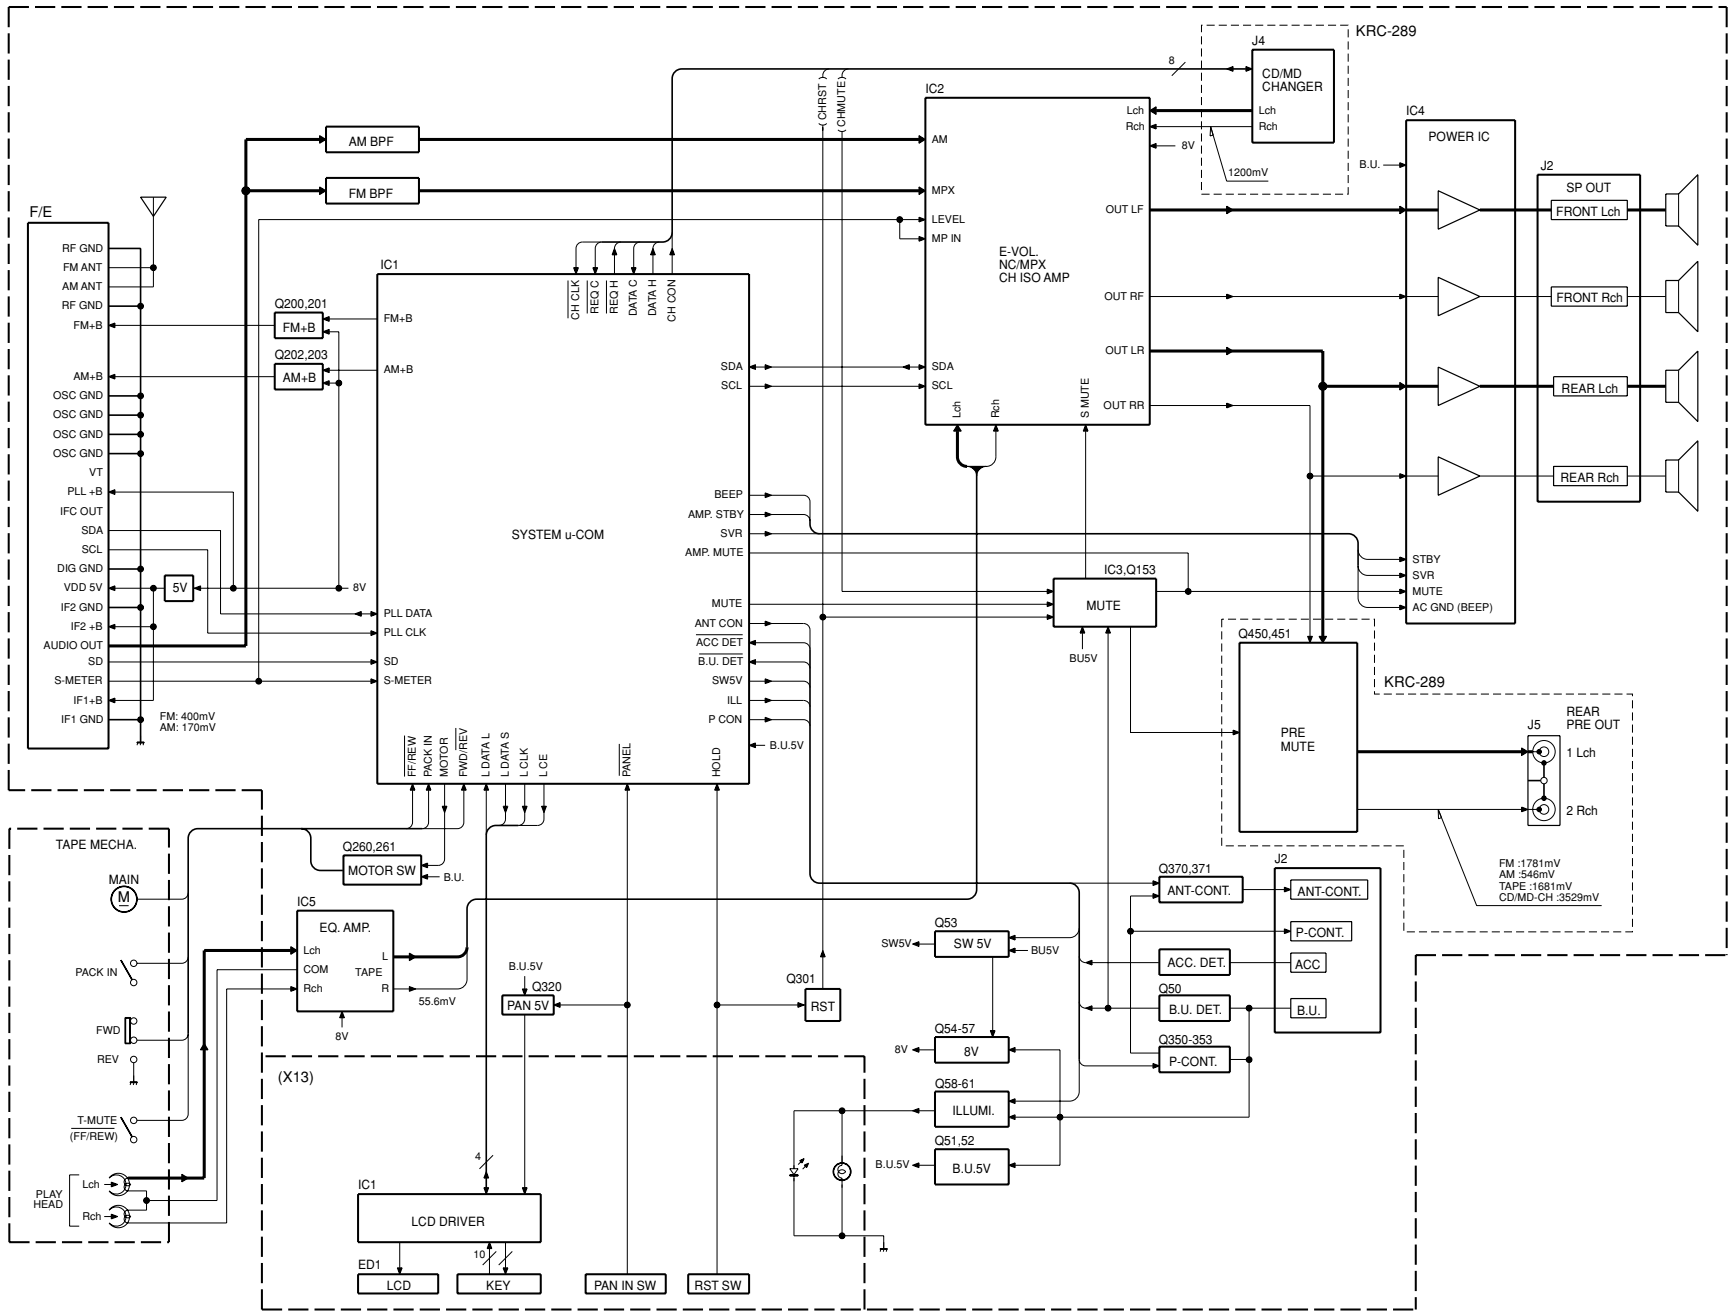 KRC-289
J4
CD/MD
CHANGER
Lch
Rch
8
(CHRST)
(CHMUTE)
1200mV
IC2
Lch
Rch
8V
AM
MPX
LEVEL
MP IN
E-VOL.
NC/MPX
CH ISO AMP
OUT LF
OUT RF
OUT LR
OUT RR
SDA
SCL
Lch
Rch
S MUTE
IC4
POWER IC
B.U.
STBY
SVR
MUTE
AC GND (BEEP)
J2
SP OUT
FRONT Lch
FRONT Rch
REAR Lch
REAR Rch
AM BPF
FM BPF
F/E
RF GND
FM ANT
AM ANT
RF GND
FM+B
AM+B
OSC GND
OSC GND
OSC GND
OSC GND
VT
PLL +B
IFC OUT
SDA
SCL
DIG GND
VDD 5V
IF2 GND
IF2 +B
AUDIO OUT
SD
S-METER
IF1+B
IF1 GND
FM: 400mV
AM: 170mV
Q200,201
FM+B
Q202,203
AM+B
5V
8V
IC1
SYSTEM u-COM
FM+B
AM+B
PLL DATA
PLL CLK
SD
S-METER
CH CLK
REQ C
REQ H
DATA C
DATA H
CH CON
SDA
SCL
BEEP
AMP. STBY
SVR
AMP. MUTE
MUTE
ANT CON
ACC DET
B.U. DET
SW5V
ILL
P CON
B.U.5V
FF/REW
PACK IN
MOTOR
FWD/REV
L DATA L
L DATA S
L CLK
L CE
PANEL
HOLD
IC3,Q153
MUTE
BU5V
Q450,451
PRE
MUTE
KRC-289
J5
REAR
PRE OUT
1 Lch
2 Rch
FM :1781mV
AM :546mV
TAPE :1681mV
CD/MD-CH :3529mV
TAPE MECHA.
MAIN
M
PACK IN
FWD
REV
T-MUTE
(FF/REW)
PLAY
HEAD
Lch
Rch
Q260,261
MOTOR SW
B.U.
IC5
EQ. AMP.
Lch
COM
Rch
L
TAPE
R
55.6mV
8V
B.U.5V
Q320
PAN 5V
Q301
RST
Q53
SW 5V
SW5V
BU5V
Q54-57
8V
8V
Q58-61
ILLUMI.
Q51,52
B.U.5V
B.U.5V
Q370,371
ANT-CONT.
ACC. DET.
Q50
B.U. DET.
Q350-353
P-CONT.
J2
ANT-CONT.
P-CONT.
ACC
B.U.
(X13)
4
IC1
LCD DRIVER
10
ED1
LCD
KEY
PAN IN SW
RST SW